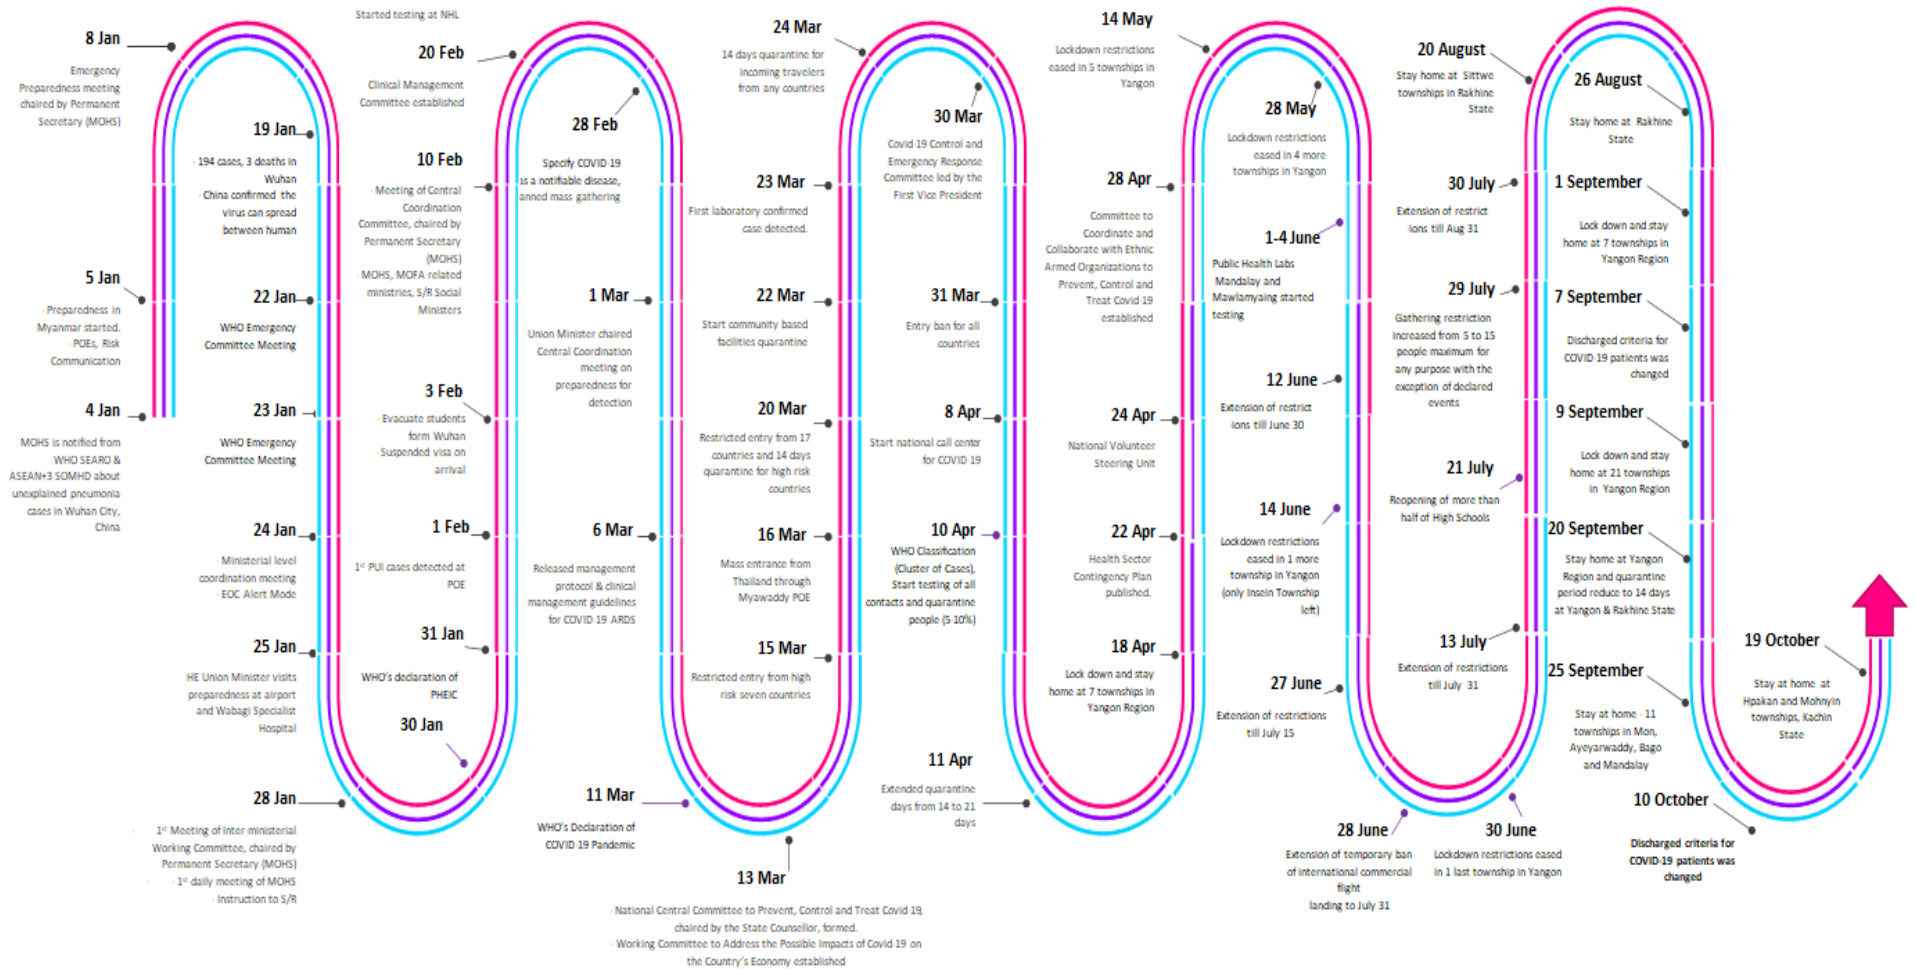 8 Jan
Emergency
Preparedness meeting
chaired by Permanent
Secretary (MOHS)
5 Jan
· Preparedness in
Myanmar started.
· POEs, Risk
Communication
4 Jan
MOHS is notified from
WHO SEARO &
ASEAN+3 SOMHD about
unexplained pneumonia
cases in Wuhan City,
China
19 Jan
· 194 cases, 3 deaths in
Wuhan
· China confirmed the
virus can spread
between human
22 Jan
WHO Emergency
Committee Meeting
23 Jan
WHO Emergency
Committee Meeting
24 Jan
· Ministerial level
coordination meeting
· EOC Alert Mode
25 Jan
HE Union Minister visits
preparedness at airport
and Wabagi Specialist
Hospital
28 Jan
· 1st Meeting of Inter ministerial
Working Committee, chaired by
Permanent Secretary (MOHS)
· 1st daily meeting of MOHS
· Instruction to S/R
Started testing at NHL
20 Feb
Clinical Management
Committee established
10 Feb
· Meeting of Central
Coordination
Committee, chaired by
Permanent Secretary
(MOHS)
· MOHS, MOFA related
ministries, S/R Social
Ministers
3 Feb
· Evacuate students
form Wuhan
· Suspended visa on
arrival
1 Feb
1st PUI cases detected at
POE
31 Jan
WHO's declaration of
PHEIC
30 Jan
28 Feb
Specify COVID 19
as a notifiable disease,
anned mass gathering
1 Mar
Union Minister chaired
Central Coordination
meeting on
preparedness for
detection
6 Mar
Released management
protocol & clinical
management guidelines
for COVID 19 ARDS
11 Mar
WHO's Declaration of
COVID 19 Pandemic
13 Mar
· National Central Committee to Prevent, Control and Treat Covid 19,
chaired by the State Counsellor, formed.
· Working Committee to Address the Possible Impacts of Covid 19 on
the Country's Economy established
24 Mar
14 days quarantine for
incoming travelers
from any countries
23 Mar
First laboratory confirmed
case detected.
22 Mar
Start community based
facilities quarantine
20 Mar
Restricted entry from 17
countries and 14 days
quarantine for high risk
countries
16 Mar
Mass entrance from
Thailand through
Myawaddy POE
15 Mar
Restricted entry from high
risk seven countries
30 Mar
Covid 19 Control and
Emergency Response
Committee led by the
First Vice President
31 Mar
Entry ban for all
countries
8 Apr
Start national call center
for COVID 19
10 Apr
WHO Classification
(Cluster of Cases),
Start testing of all
contacts and quarantine
people (5 10%)
11 Apr
Extended quarantine
days from 14 to 21
days
14 May
Lockdown restrictions
eased in 5 townships in
Yangon
28 Apr
Committee to
Coordinate and
Collaborate with Ethnic
Armed Organizations to
Prevent, Control and
Treat Covid 19
established
24 Apr
National Volunteer
Steering Unit
22 Apr
Health Sector
Contingency Plan
published.
18 Apr
Lock down and stay
home at 7 townships in
Yangon Region
28 May
Lockdown restrictions
eased in 4 more
townships in Yangon
1-4 June
Public Health Labs
Mandalay and
Mawlamyaing started
testing
12 June
Extension of restrict
ions till June 30
14 June
Lockdown restrictions
eased in 1 more
township in Yangon
(only Insein Township
left)
27 June
Extension of restrictions
till July 15
28 June
Extension of temporary ban
of international commercial
flight
landing to July 31
30 June
Lockdown restrictions eased
in 1 last township in Yangon
20 August
Stay home at Sittwe
townships in Rakhine
State
30 July
Extension of restrict
ions till Aug 31
29 July
Gathering restriction
increased from 5 to 15
people maximum for
any purpose with the
exception of declared
events
21 July
Reopening of more than
half of High Schools
13 July
Extension of restrictions
till July 31
26 August
Stay home at Rakhine
State
1 September
Lock down and stay
home at 7 townships in
Yangon Region
7 September
Discharged criteria for
COVID 19 patients was
changed
9 September
Lock down and stay
home at 21 townships
in Yangon Region
20 September
Stay home at Yangon
Region and quarantine
period reduce to 14 days
at Yangon & Rakhine State
25 September
Stay at home · 11
townships in Mon,
Ayeyarwaddy, Bago
and Mandalay
10 October
Discharged criteria for
COVID-19 patients was
changed
19 October
Stay at home at
Hpakan and Mohnyin
townships, Kachin
State